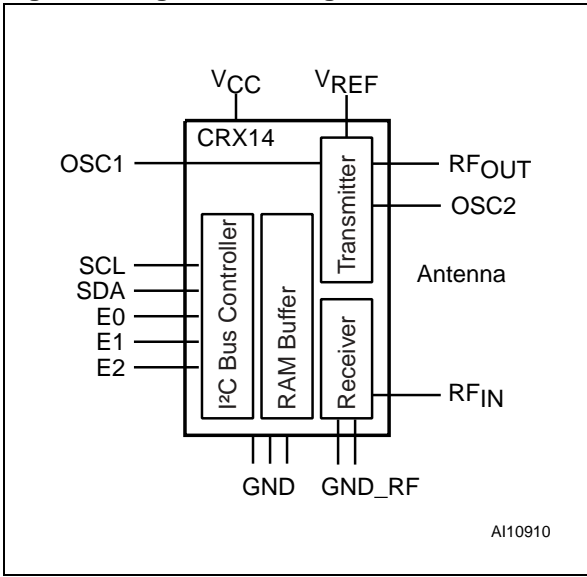 VCC VREF
CRX14
OSC1
RFOUT
OSC2
Transmitter
Antenna
SCL
SDA
E0
E1
E2
I²C Bus Controller
RAM Buffer
Receiver
RFIN
GND GND_RF
AI10910